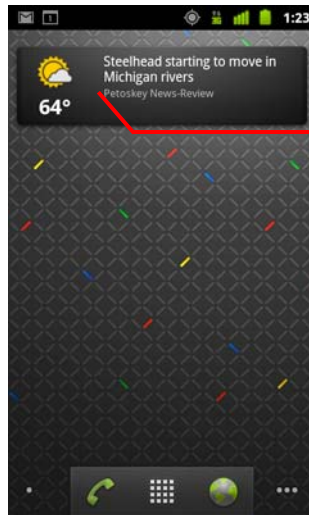 1:23
Steelhead starting to move in
Michigan rivers
Petoskey News-Review
64°